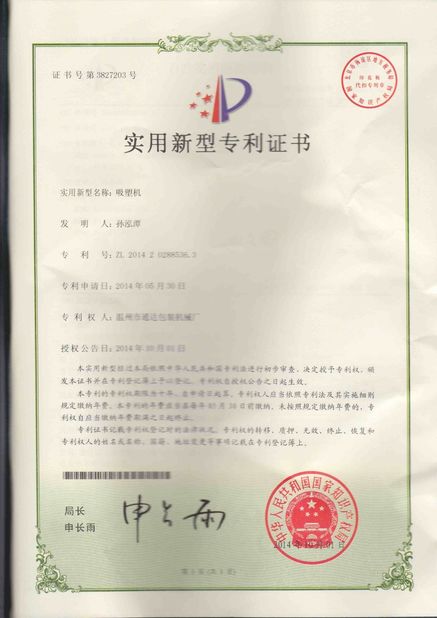 证书号第3827203号
实用新型专利证书
实用新型名称：吸塑机
发 明 人：孙泓潭
专 利 号：ZL 2014 2 0288536.3
专利申请日：2014年05月30日
专利权人：温州市通达包装机械厂
授权公告日：2014年
本实用新型经过本局依照中华人民共和国专利法进行初步审查，决定授予专利权，颁
发本证书并在专利登记簿上予以登记。专利权自授权公告之日起生效。
本专利的专利权期限为十年，自申请日起算。专利权人应当依照专利法及其实施细则
规定缴纳年费。本专利的年费应当在每年05月30日前缴纳。未按照规定缴纳年费的，专利
权自应当缴纳年费期满之日起终止。
专利证书记载专利权登记时的法律状况。专利权的转移、质押、无效、终止、恢复和
专利权人的姓名或名称、国籍、地址变更等事项记载在专利登记簿上。
局长
申长雨
申长雨
中华人民共和国国家知识产权局
第1页（共1页）